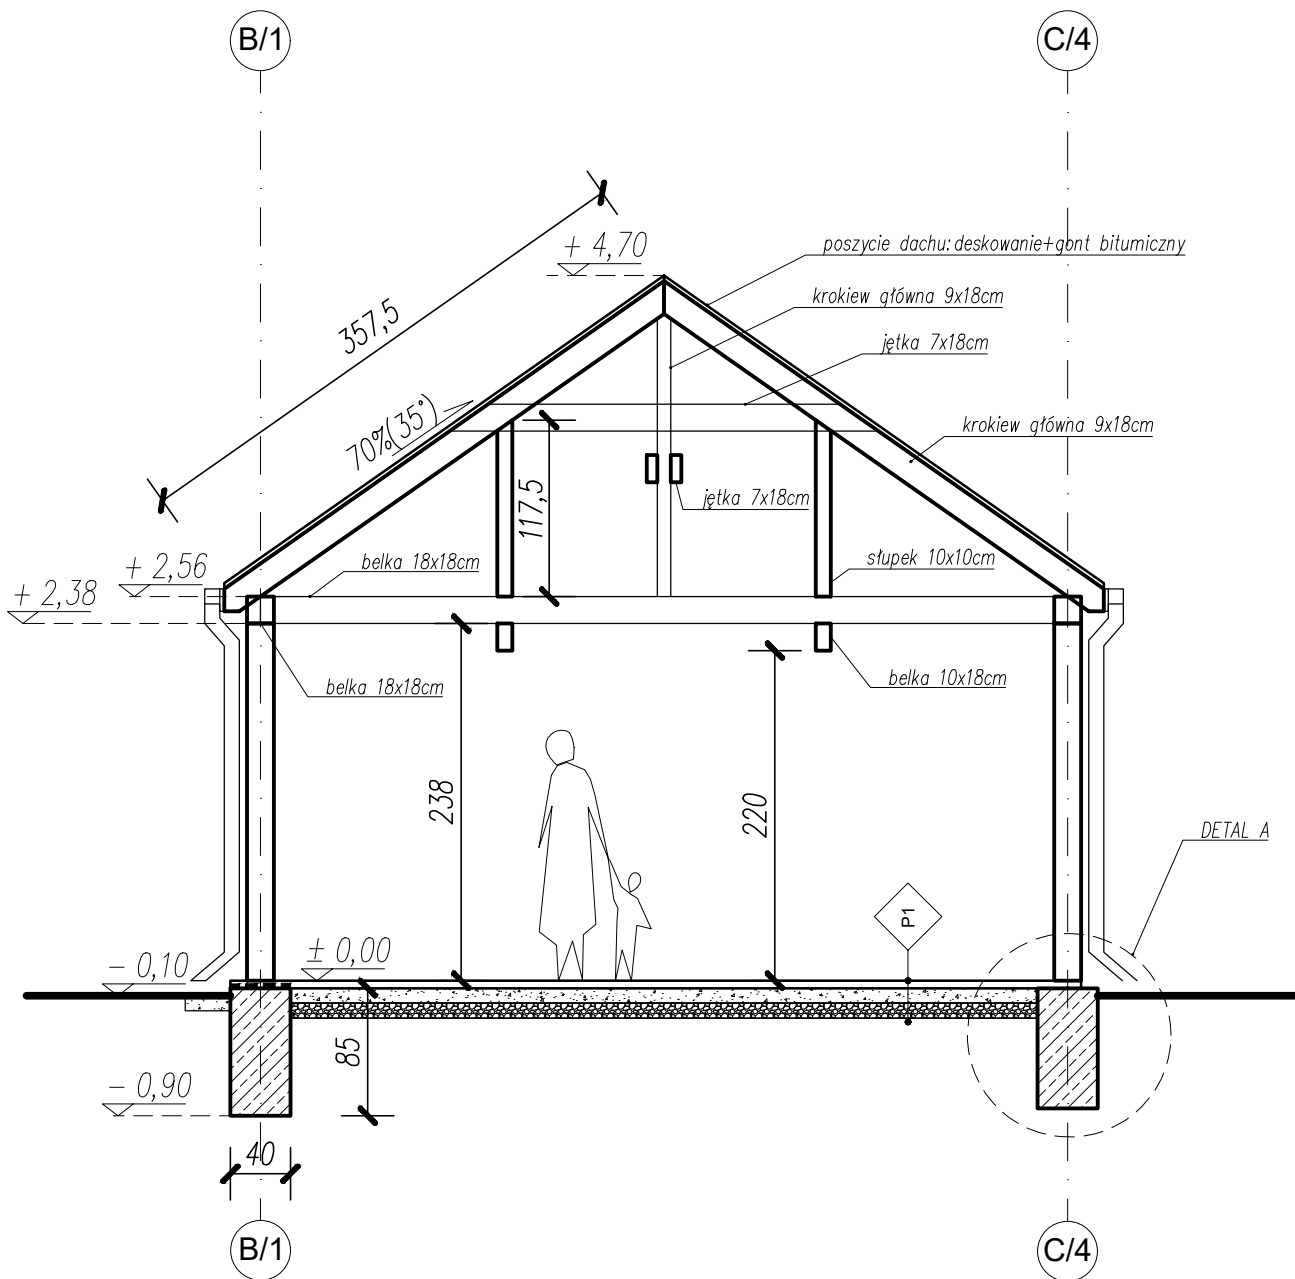 B/1
C/4
357,5
+ 4,70
poszycie dachu: deskowanie+gont bitumiczny
krokiew główna 9x18cm
jętka 7x18cm
70%(35°)
krokiew główna 9x18cm
117,5
jętka 7x18cm
+ 2,56
belka 18x18cm
słupek 10x10cm
+ 2,38
belka 18x18cm
belka 10x18cm
238
220
DETAL A
P1
± 0,00
- 0,10
85
- 0,90
40
B/1
C/4